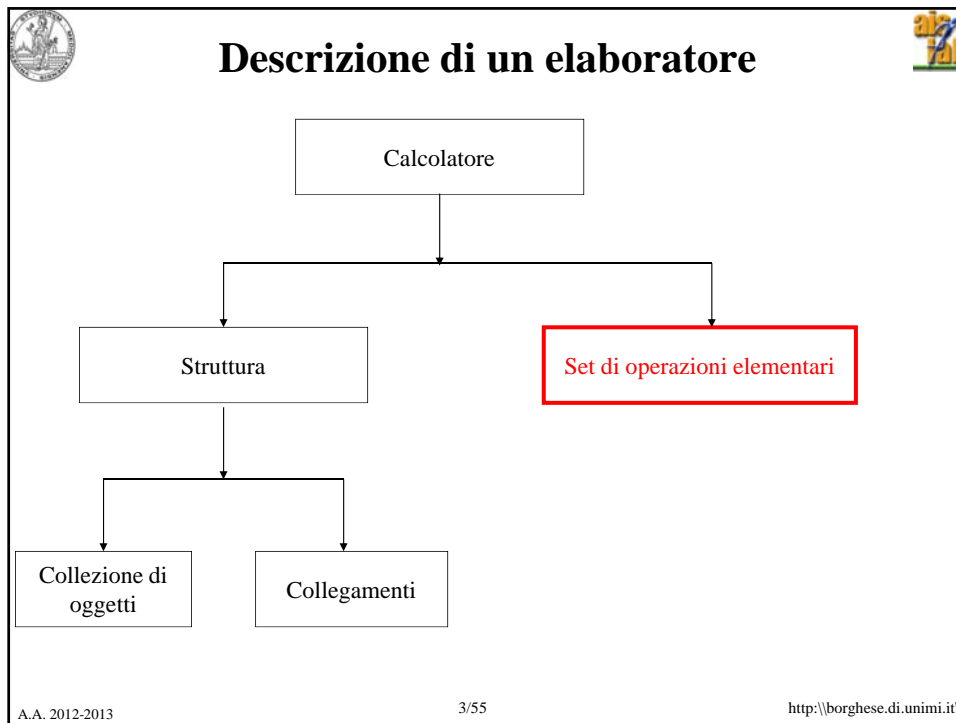 Descrizione di un elaboratore
Calcolatore
Struttura
Set di operazioni elementari
Collezione di
oggetti
Collegamenti
A.A. 2012-2013
3/55
http:\\borghese.di.unimi.it\